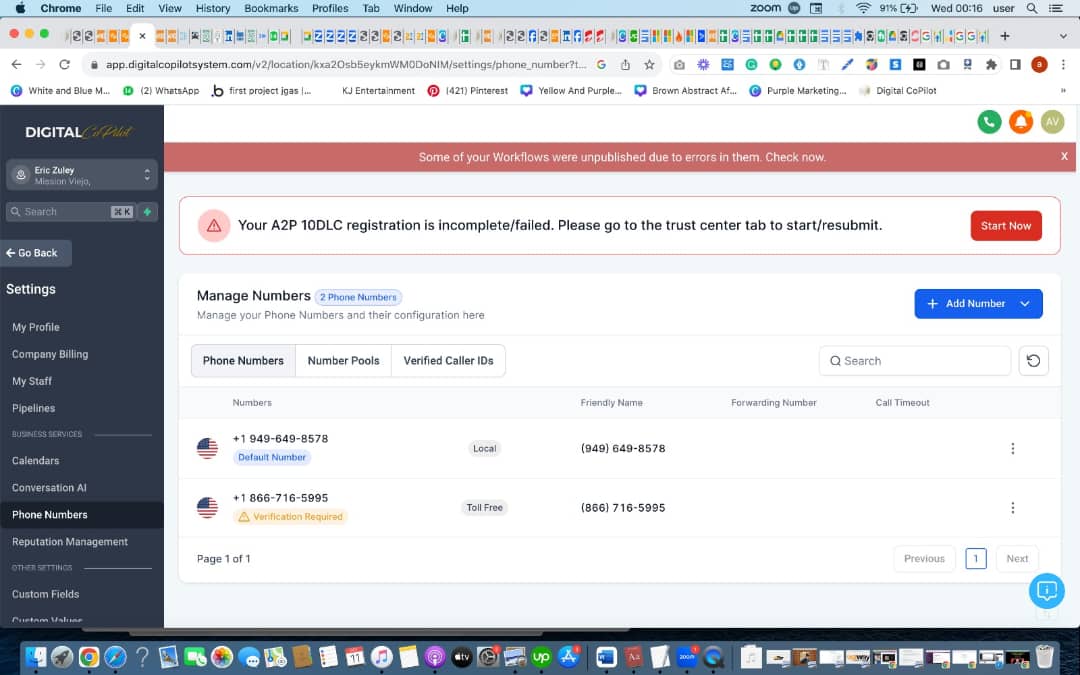 Chrome File Edit View History Bookmarks Profiles Tab Window Help zoom 91% Wed 00:16 user
app.digitalcopilotsystem.com/v2/location/kxa2Osb5eykmWM0DoNIM/settings/phone_number?t...
White and Blue M... (2) WhatsApp first project jgas |... KJ Entertainment (421) Pinterest Yellow And Purple... Brown Abstract Af... Purple Marketing... Digital CoPilot »
DIGITAL CoPilot
AV
Some of your Workflows were unpublished due to errors in them. Check now. X
Eric Zuley
Mission Viejo,
Search ⌘ K
Your A2P 10DLC registration is incomplete/failed. Please go to the trust center tab to start/resubmit. Start Now
Go Back
Settings
My Profile
Company Billing
My Staff
Pipelines
BUSINESS SERVICES
Calendars
Conversation AI
Phone Numbers
Reputation Management
OTHER SETTINGS
Custom Fields
Custom Values
Manage Numbers 2 Phone Numbers
Manage your Phone Numbers and their configuration here
+ Add Number
Phone Numbers Number Pools Verified Caller IDs Search
Numbers Friendly Name Forwarding Number Call Timeout
+1 949-649-8578
Default Number
Local (949) 649-8578
+1 866-716-5995
Verification Required
Toll Free (866) 716-5995
Page 1 of 1 Previous 1 Next